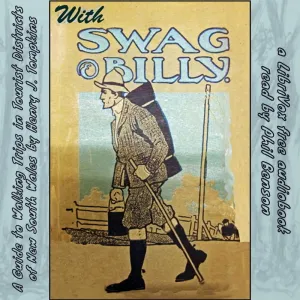 With
SWAG
& BILLY.
A Guide to Walking Trips in Tourist Districts
of New South Wales by Henry J. Tompkins
a LibriVox free audiobook
read by Phil Benson